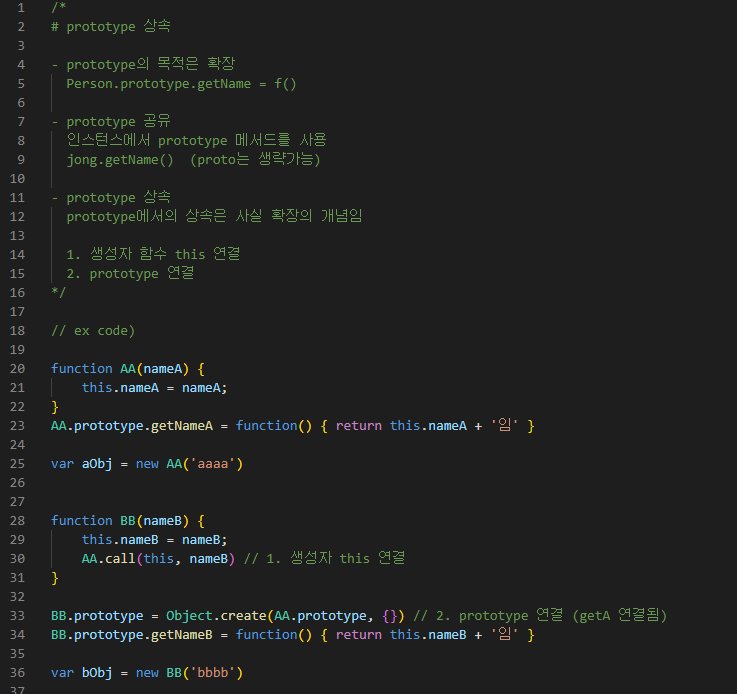 1 /*
2 # prototype 상속
3
4 - prototype의 목적은 확장
5 Person.prototype.getName = f()
6
7 - prototype 공유
8 인스턴스에서 prototype 메서드를 사용
9 jong.getName()  (proto는 생략가능)
10
11 - prototype 상속
12 prototype에서의 상속은 사실 확장의 개념임
13
14 1. 생성자 함수 this 연결
15 2. prototype 연결
16 */
17
18 // ex code)
19
20 function AA(nameA) {
21     this.nameA = nameA;
22 }
23 AA.prototype.getNameA = function() { return this.nameA + '임' }
24
25 var aObj = new AA('aaaa')
26
27
28 function BB(nameB) {
29     this.nameB = nameB;
30     AA.call(this, nameB) // 1. 생성자 this 연결
31 }
32
33 BB.prototype = Object.create(AA.prototype, {}) // 2. prototype 연결 (getA 연결됨)
34 BB.prototype.getNameB = function() { return this.nameB + '임' }
35
36 var bObj = new BB('bbbb')
37